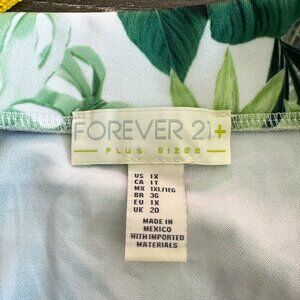 FOREVER 21+
PLUS SIZES
US 1X
CA 1T
MX 1XL/1EG
BR 3G
EU 1X
UK 20
MADE IN
MEXICO
WITH IMPORTED
MATERIALS